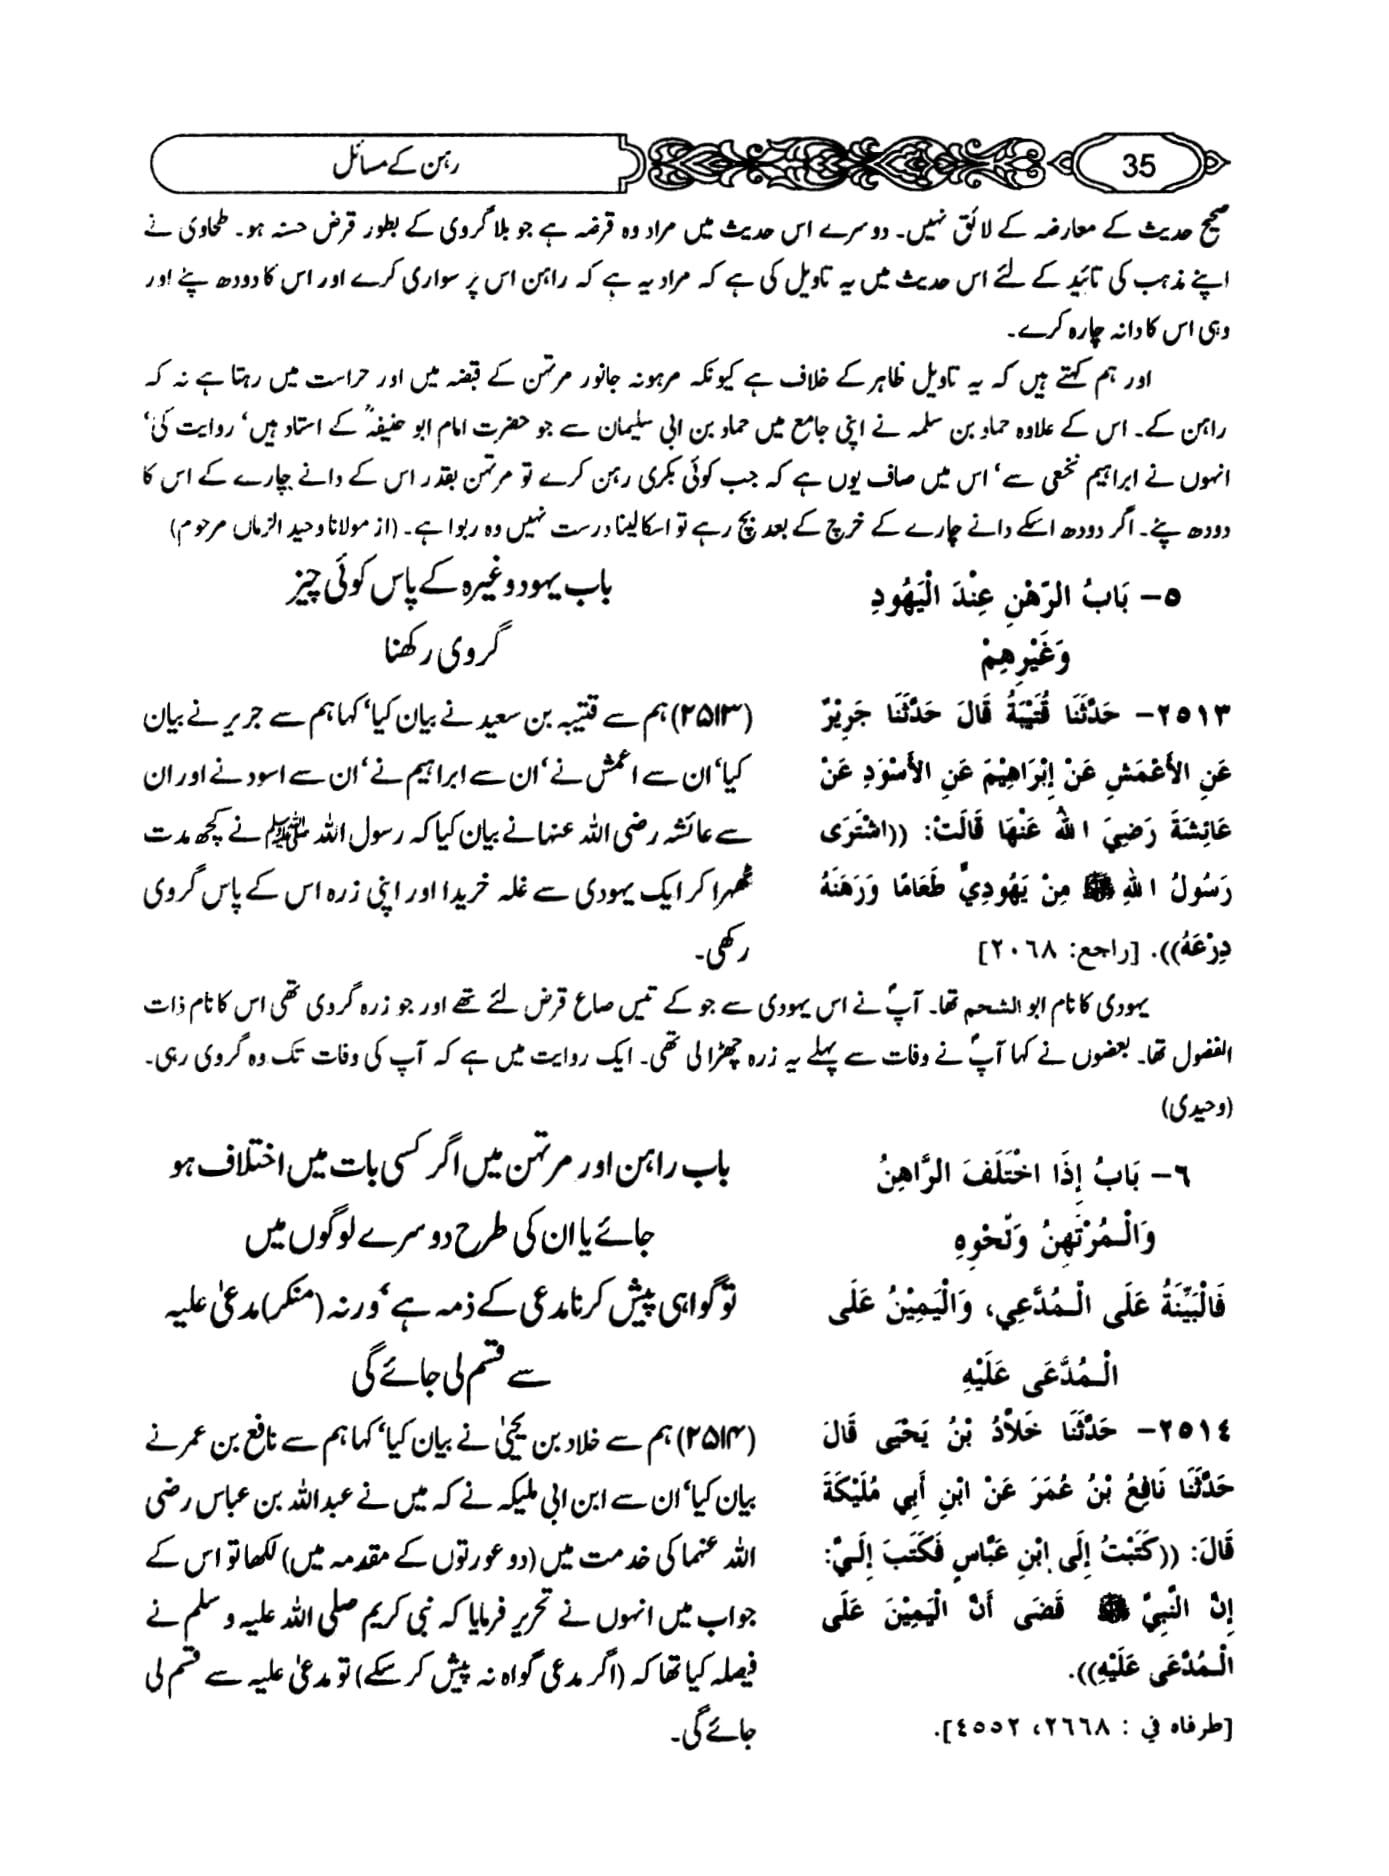 35
رہن کے مسائل
صحیح حدیث کے معارضہ کے لائق نہیں۔ دوسرے اس حدیث میں مراد وہ قرضہ ہے جو بلا گروی کے بطور قرض حسنہ ہو۔ طحاوی نے
اپنے مذہب کی تائید کے لئے اس حدیث میں یہ تاویل کی ہے کہ مراد یہ ہے کہ راہن اس پر سواری کرے اور اس کا دودھ پئے اور
وہی اس کا دانہ چارہ کرے۔
اور ہم کہتے ہیں کہ یہ تاویل ظاہر کے خلاف ہے کیونکہ مرہونہ جانور مرتہن کے قبضہ میں اور حراست میں رہتا ہے نہ کہ
راہن کے۔ اس کے علاوہ حماد بن سلمہ نے اپنی جامع میں حماد بن ابی سلیمان سے جو حضرت امام ابو حنیفہؒ کے استاد ہیں‘ روایت کی‘
انہوں نے ابراہیم نخعی سے‘ اس میں صاف یوں ہے کہ جب کوئی بکری رہن کرے تو مرتہن بقدر اس کے دانے چارے کے اس کا
دودھ پئے۔ اگر دودھ اسکے دانے چارے کے خرچ کے بعد بچ رہے تو اسکا لینا درست نہیں وہ ربوا ہے۔ (از مولانا وحید الزماں مرحوم)
٥- بَابُ الرَّهْنِ عِنْدَ الْيَهُودِ
وَغَيْرِهِمْ
باب یہود وغیرہ کے پاس کوئی چیز
گروی رکھنا
٢٥١٣- حَدَّثَنَا قُتَيْبَةُ قَالَ حَدَّثَنَا جَرِيْرٌ
عَنِ الأَعْمَشِ عَنْ إِبْرَاهِيْمَ عَنِ الأَسْوَدِ عَنْ
عَائِشَةَ رَضِيَ اللهُ عَنْهَا قَالَتْ: ((اشْتَرَى
رَسُولُ اللهِ ﷺ مِنْ يَهُودِيٍّ طَعَامًا وَرَهَنَهُ
دِرْعَهُ)). [راجع: ٢٠٦٨]
(۲۵۱۳) ہم سے قتیبہ بن سعید نے بیان کیا‘ کہا ہم سے جریر نے بیان
کیا‘ ان سے اعمش نے‘ ان سے ابراہیم نے‘ ان سے اسود نے اور ان
سے عائشہ رضی اللہ عنہا نے بیان کیا کہ رسول اللہ ﷺ نے کچھ مدت
ٹھہرا کر ایک یہودی سے غلہ خریدا اور اپنی زرہ اس کے پاس گروی
رکھی۔
یہودی کا نام ابو الشحم تھا۔ آپؐ نے اس یہودی سے جو کے تیس صاع قرض لئے تھے اور جو زرہ گروی تھی اس کا نام ذات
الفضول تھا۔ بعضوں نے کہا آپؐ نے وفات سے پہلے یہ زرہ چھڑا لی تھی۔ ایک روایت میں ہے کہ آپ کی وفات تک وہ گروی رہی۔
(وحیدی)
٦- بَابُ إِذَا اخْتَلَفَ الرَّاهِنُ
وَالْمُرْتَهِنُ وَنَحْوِهِ
فَالْبَيِّنَةُ عَلَى الْمُدَّعِي، وَالْيَمِيْنُ عَلَى
الْمُدَّعَى عَلَيْهِ
باب راہن اور مرتہن میں اگر کسی بات میں اختلاف ہو
جائے یا ان کی طرح دوسرے لوگوں میں
تو گواہی پیش کرنا مدعی کے ذمہ ہے‘ ورنہ (منکر) مدعیٰ علیہ
سے قسم لی جائے گی
٢٥١٤- حَدَّثَنَا خَلاَّدُ بْنُ يَحْيَى قَالَ
حَدَّثَنَا نَافِعُ بْنُ عُمَرَ عَنْ ابْنِ أَبِي مُلَيْكَةَ
قَالَ: ((كَتَبْتُ إِلَى ابْنِ عَبَّاسٍ فَكَتَبَ إِلَيَّ:
إِنَّ النَّبِيَّ ﷺ قَضَى أَنَّ الْيَمِيْنَ عَلَى
الْمُدَّعَى عَلَيْهِ)).
[طرفاه في : ٢٦٦٨، ٤٥٥٢].
(۲۵۱۴) ہم سے خلاد بن یحییٰ نے بیان کیا‘ کہا ہم سے نافع بن عمر نے
بیان کیا‘ ان سے ابن ابی ملیکہ نے کہ میں نے عبداللہ بن عباس رضی
اللہ عنہما کی خدمت میں (دو عورتوں کے مقدمہ میں) لکھا تو اس کے
جواب میں انہوں نے تحریر فرمایا کہ نبی کریم صلی اللہ علیہ وسلم نے
فیصلہ کیا تھا کہ (اگر مدعی گواہ نہ پیش کر سکے) تو مدعیٰ علیہ سے قسم لی
جائے گی۔